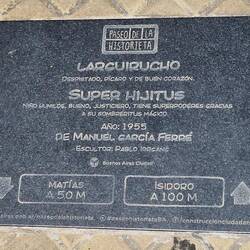 PASEO DE LA
HISTORIETA
LARGUIRUCHO
DESPISTADO, PÍCARO Y DE BUEN CORAZÓN.
SUPER HIJITUS
NIÑO HUMILDE, BUENO, JUSTICIERO, TIENE SUPERPODERES GRACIAS
A SU SOMBRERITUS MÁGICO.
AÑO: 1955
DE MANUEL GARCÍA FERRÉ
ESCULTOR: PABLO IRRGANG
Buenos Aires Ciudad
MATÍAS
A 50 M
ISIDORO
A 100 M